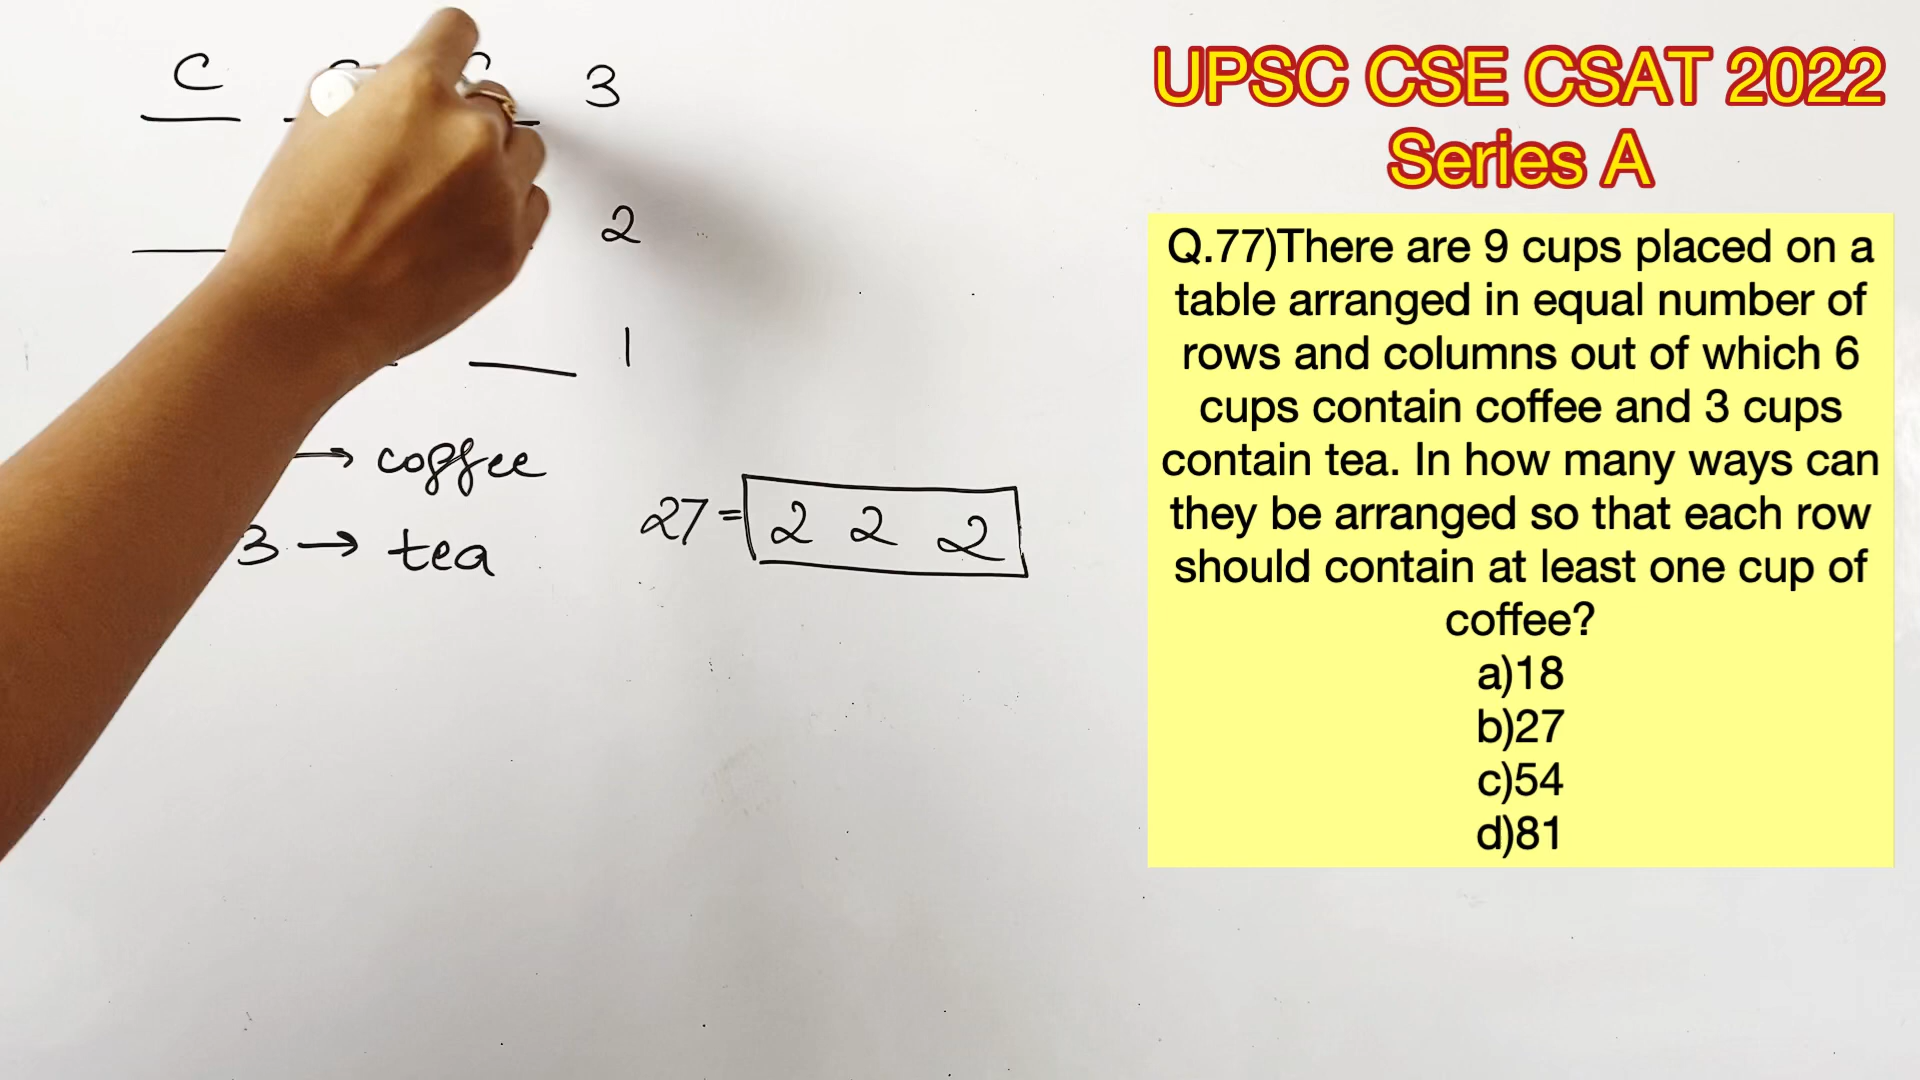 C C 3
2
1
→ coffee
3 → tea
27 = 2 2 2
UPSC CSE CSAT 2022
Series A
Q.77)There are 9 cups placed on a
table arranged in equal number of
rows and columns out of which 6
cups contain coffee and 3 cups
contain tea. In how many ways can
they be arranged so that each row
should contain at least one cup of
coffee?
a)18
b)27
c)54
d)81